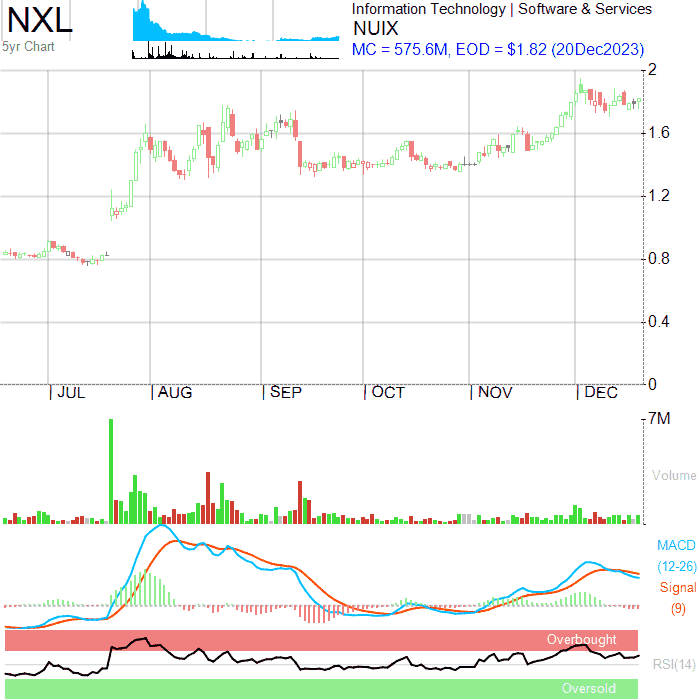 NXL
5yr Chart
Information Technology | Software & Services
NUIX
MC = 575.6M, EOD = $1.82 (20Dec2023)
2
1.6
1.2
0.8
0.4
0
JUL
AUG
SEP
OCT
NOV
DEC
7M
Volume
MACD
(12-26)
Signal
(9)
Overbought
RSI(14)
Oversold